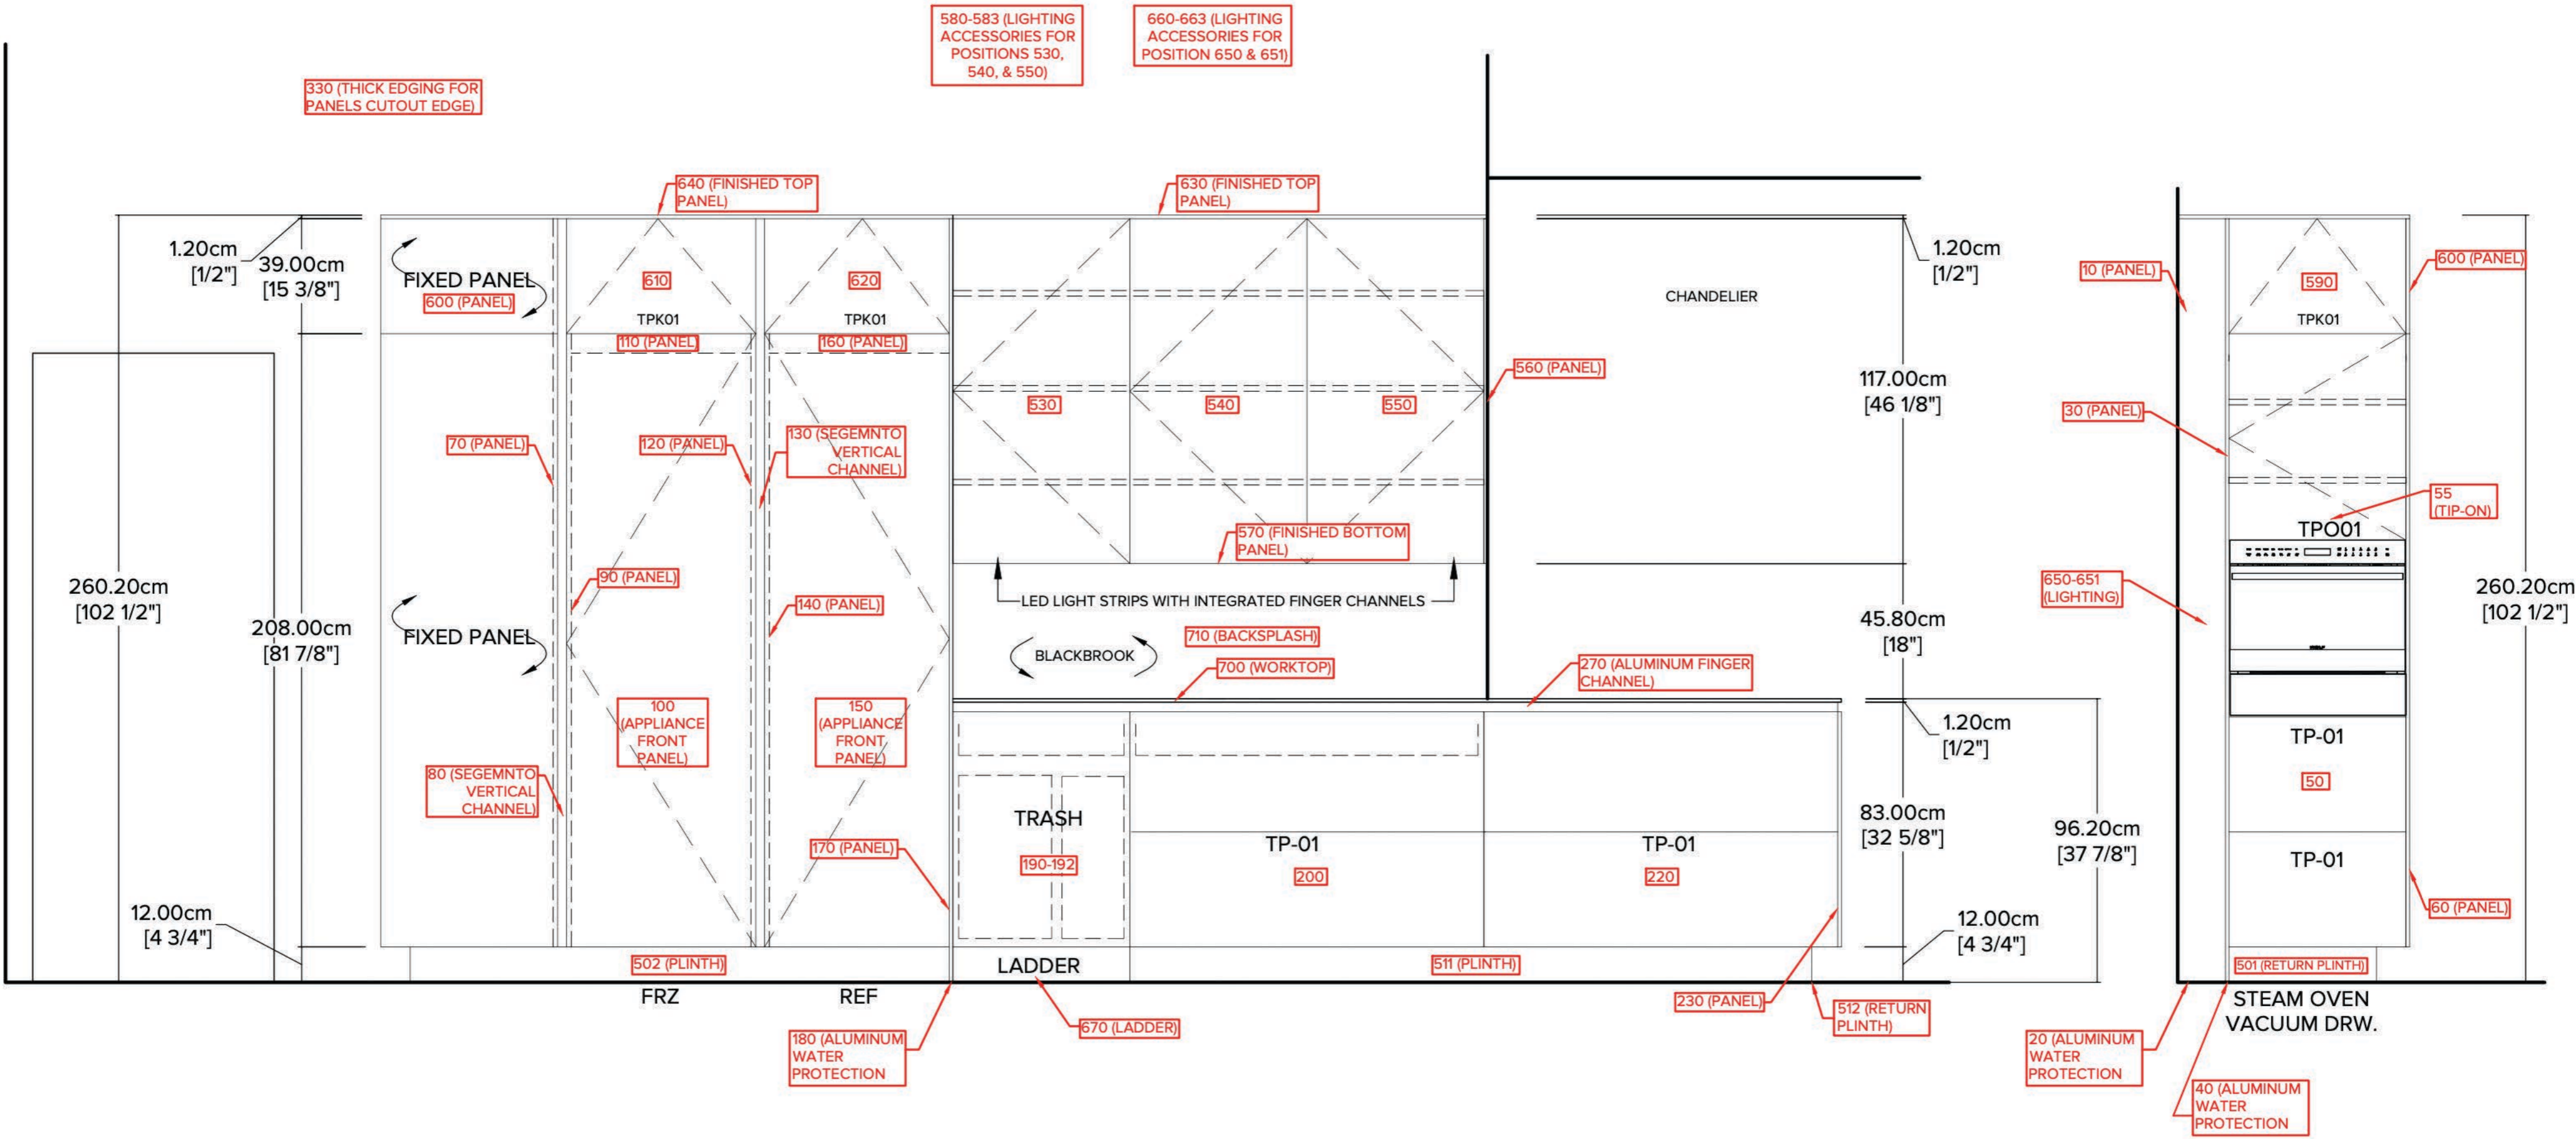 580-583 (LIGHTING
ACCESSORIES FOR
POSITIONS 530,
540, & 550)
660-663 (LIGHTING
ACCESSORIES FOR
POSITION 650 & 651)
330 (THICK EDGING FOR
PANELS CUTOUT EDGE)
640 (FINISHED TOP
PANEL)
630 (FINISHED TOP
PANEL)
1.20cm
[1/2"]
39.00cm
[15 3/8"]
260.20cm
[102 1/2"]
208.00cm
[81 7/8"]
12.00cm
[4 3/4"]
FIXED PANEL
600 (PANEL)
610
TPK01
110 (PANEL)
620
TPK01
160 (PANEL)
70 (PANEL)
120 (PANEL)
130 (SEGEMNTO
VERTICAL
CHANNEL)
90 (PANEL)
140 (PANEL)
FIXED PANEL
100
(APPLIANCE
FRONT
PANEL)
150
(APPLIANCE
FRONT
PANEL)
80 (SEGEMNTO
VERTICAL
CHANNEL)
170 (PANEL)
502 (PLINTH)
FRZ
REF
180 (ALUMINUM
WATER
PROTECTION
530
540
550
560 (PANEL)
570 (FINISHED BOTTOM
PANEL)
LED LIGHT STRIPS WITH INTEGRATED FINGER CHANNELS
710 (BACKSPLASH)
BLACKBROOK
700 (WORKTOP)
270 (ALUMINUM FINGER
CHANNEL)
TRASH
190-192
TP-01
200
TP-01
220
LADDER
511 (PLINTH)
670 (LADDER)
230 (PANEL)
512 (RETURN
PLINTH)
CHANDELIER
1.20cm
[1/2"]
117.00cm
[46 1/8"]
45.80cm
[18"]
1.20cm
[1/2"]
83.00cm
[32 5/8"]
96.20cm
[37 7/8"]
12.00cm
[4 3/4"]
10 (PANEL)
600 (PANEL)
590
TPK01
30 (PANEL)
55
(TIP-ON)
TPO01
650-651
(LIGHTING)
260.20cm
[102 1/2"]
TP-01
50
TP-01
60 (PANEL)
501 (RETURN PLINTH)
STEAM OVEN
VACUUM DRW.
20 (ALUMINUM
WATER
PROTECTION
40 (ALUMINUM
WATER
PROTECTION